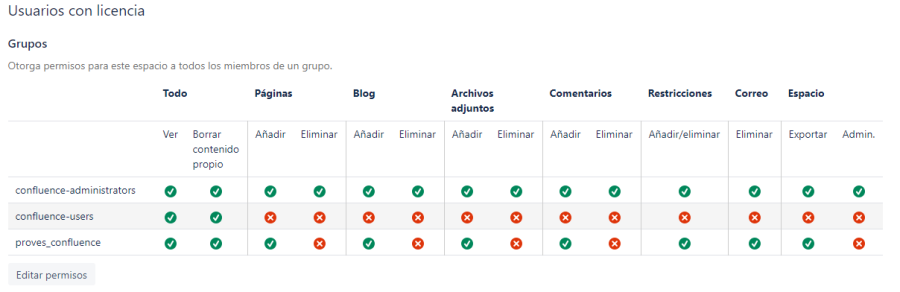 Usuarios con licencia
Grupos
Otorga permisos para este espacio a todos los miembros de un grupo.
Todo Páginas Blog Archivos adjuntos Comentarios Restricciones Correo Espacio
Ver Borrar contenido propio Añadir Eliminar Añadir Eliminar Añadir Eliminar Añadir Eliminar Añadir/eliminar Eliminar Exportar Admin.
confluence-administrators
confluence-users
proves_confluence
Editar permisos